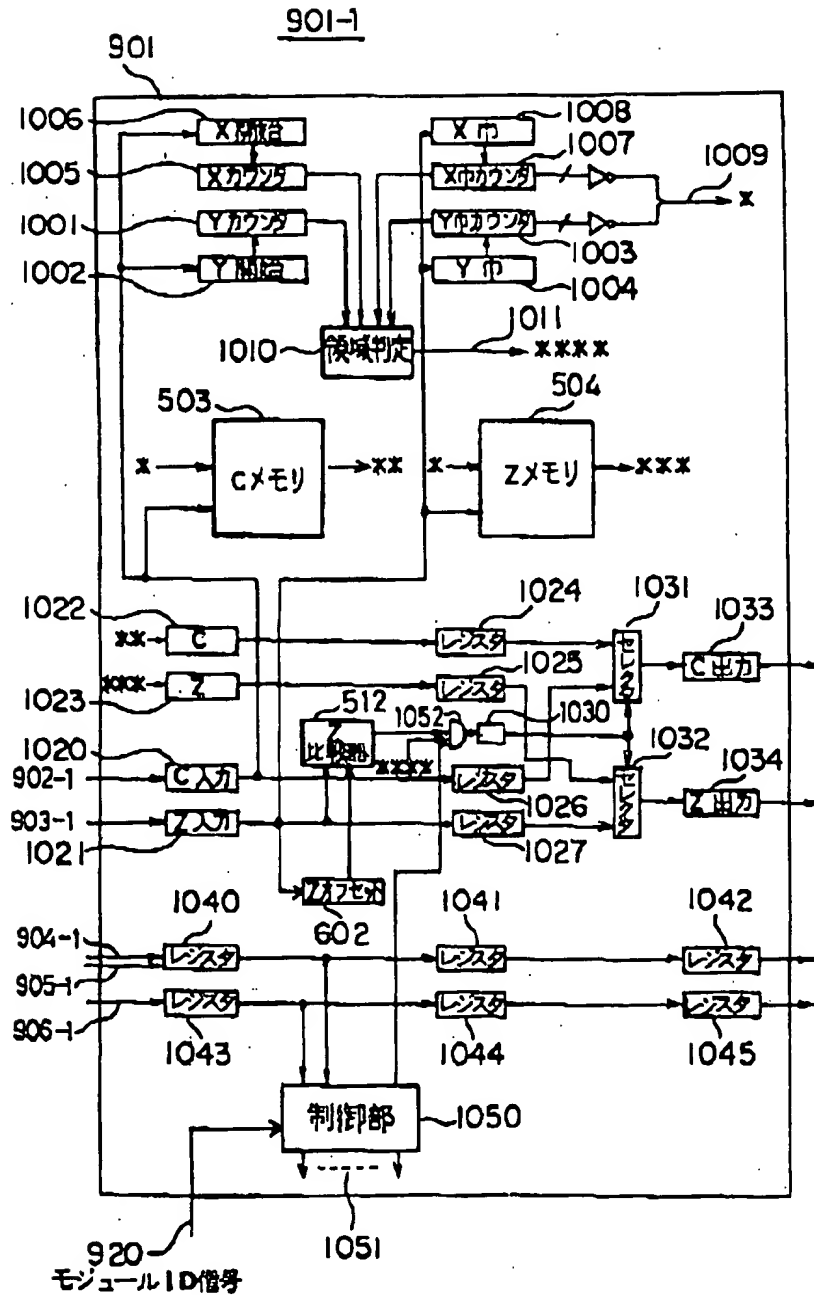 901-1
901
1006
X開始
X巾
1008
1005
Xカウンタ
X巾カウンタ
1007
1009
*
1001
Yカウンタ
Y巾カウンタ
1003
1002
Y開始
Y巾
1004
1010
領域判定
1011
****
503
504
*
Cメモリ
**
*
Zメモリ
***
1022
1024
1031
1033
**
C
レジスタ
セレクタ
C出力
1025
***
Z
レジスタ
1023
512
1052
1030
Z
比較器
1020
****
1032
1034
902-1
C入力
レジスタ
セレクタ
Z出力
1026
903-1
Z入力
レジスタ
1021
1027
Zオフセット
602
1040
1041
1042
904-1
レジスタ
レジスタ
レジスタ
905-1
レジスタ
レジスタ
レジスタ
906-1
1043
1044
1045
制御部
1050
920
1051
モジュールID信号